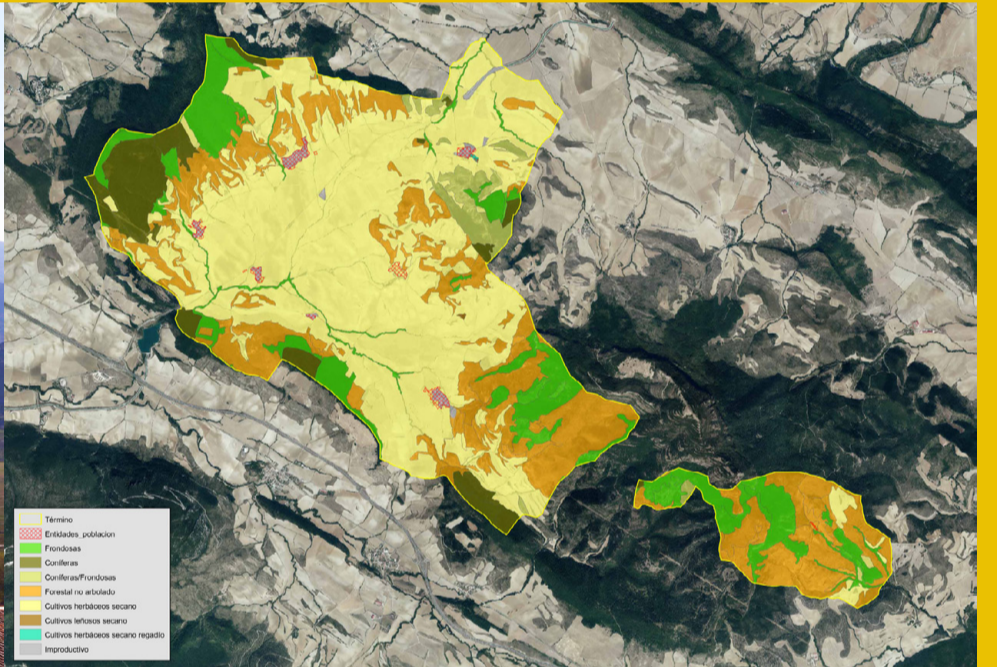 Término
Entidades_poblacion
Frondosas
Coníferas
Coníferas/Frondosas
Forestal no arbolado
Cultivos herbáceos secano
Cultivos leñosos secano
Cultivos herbáceos secano regadío
Improductivo